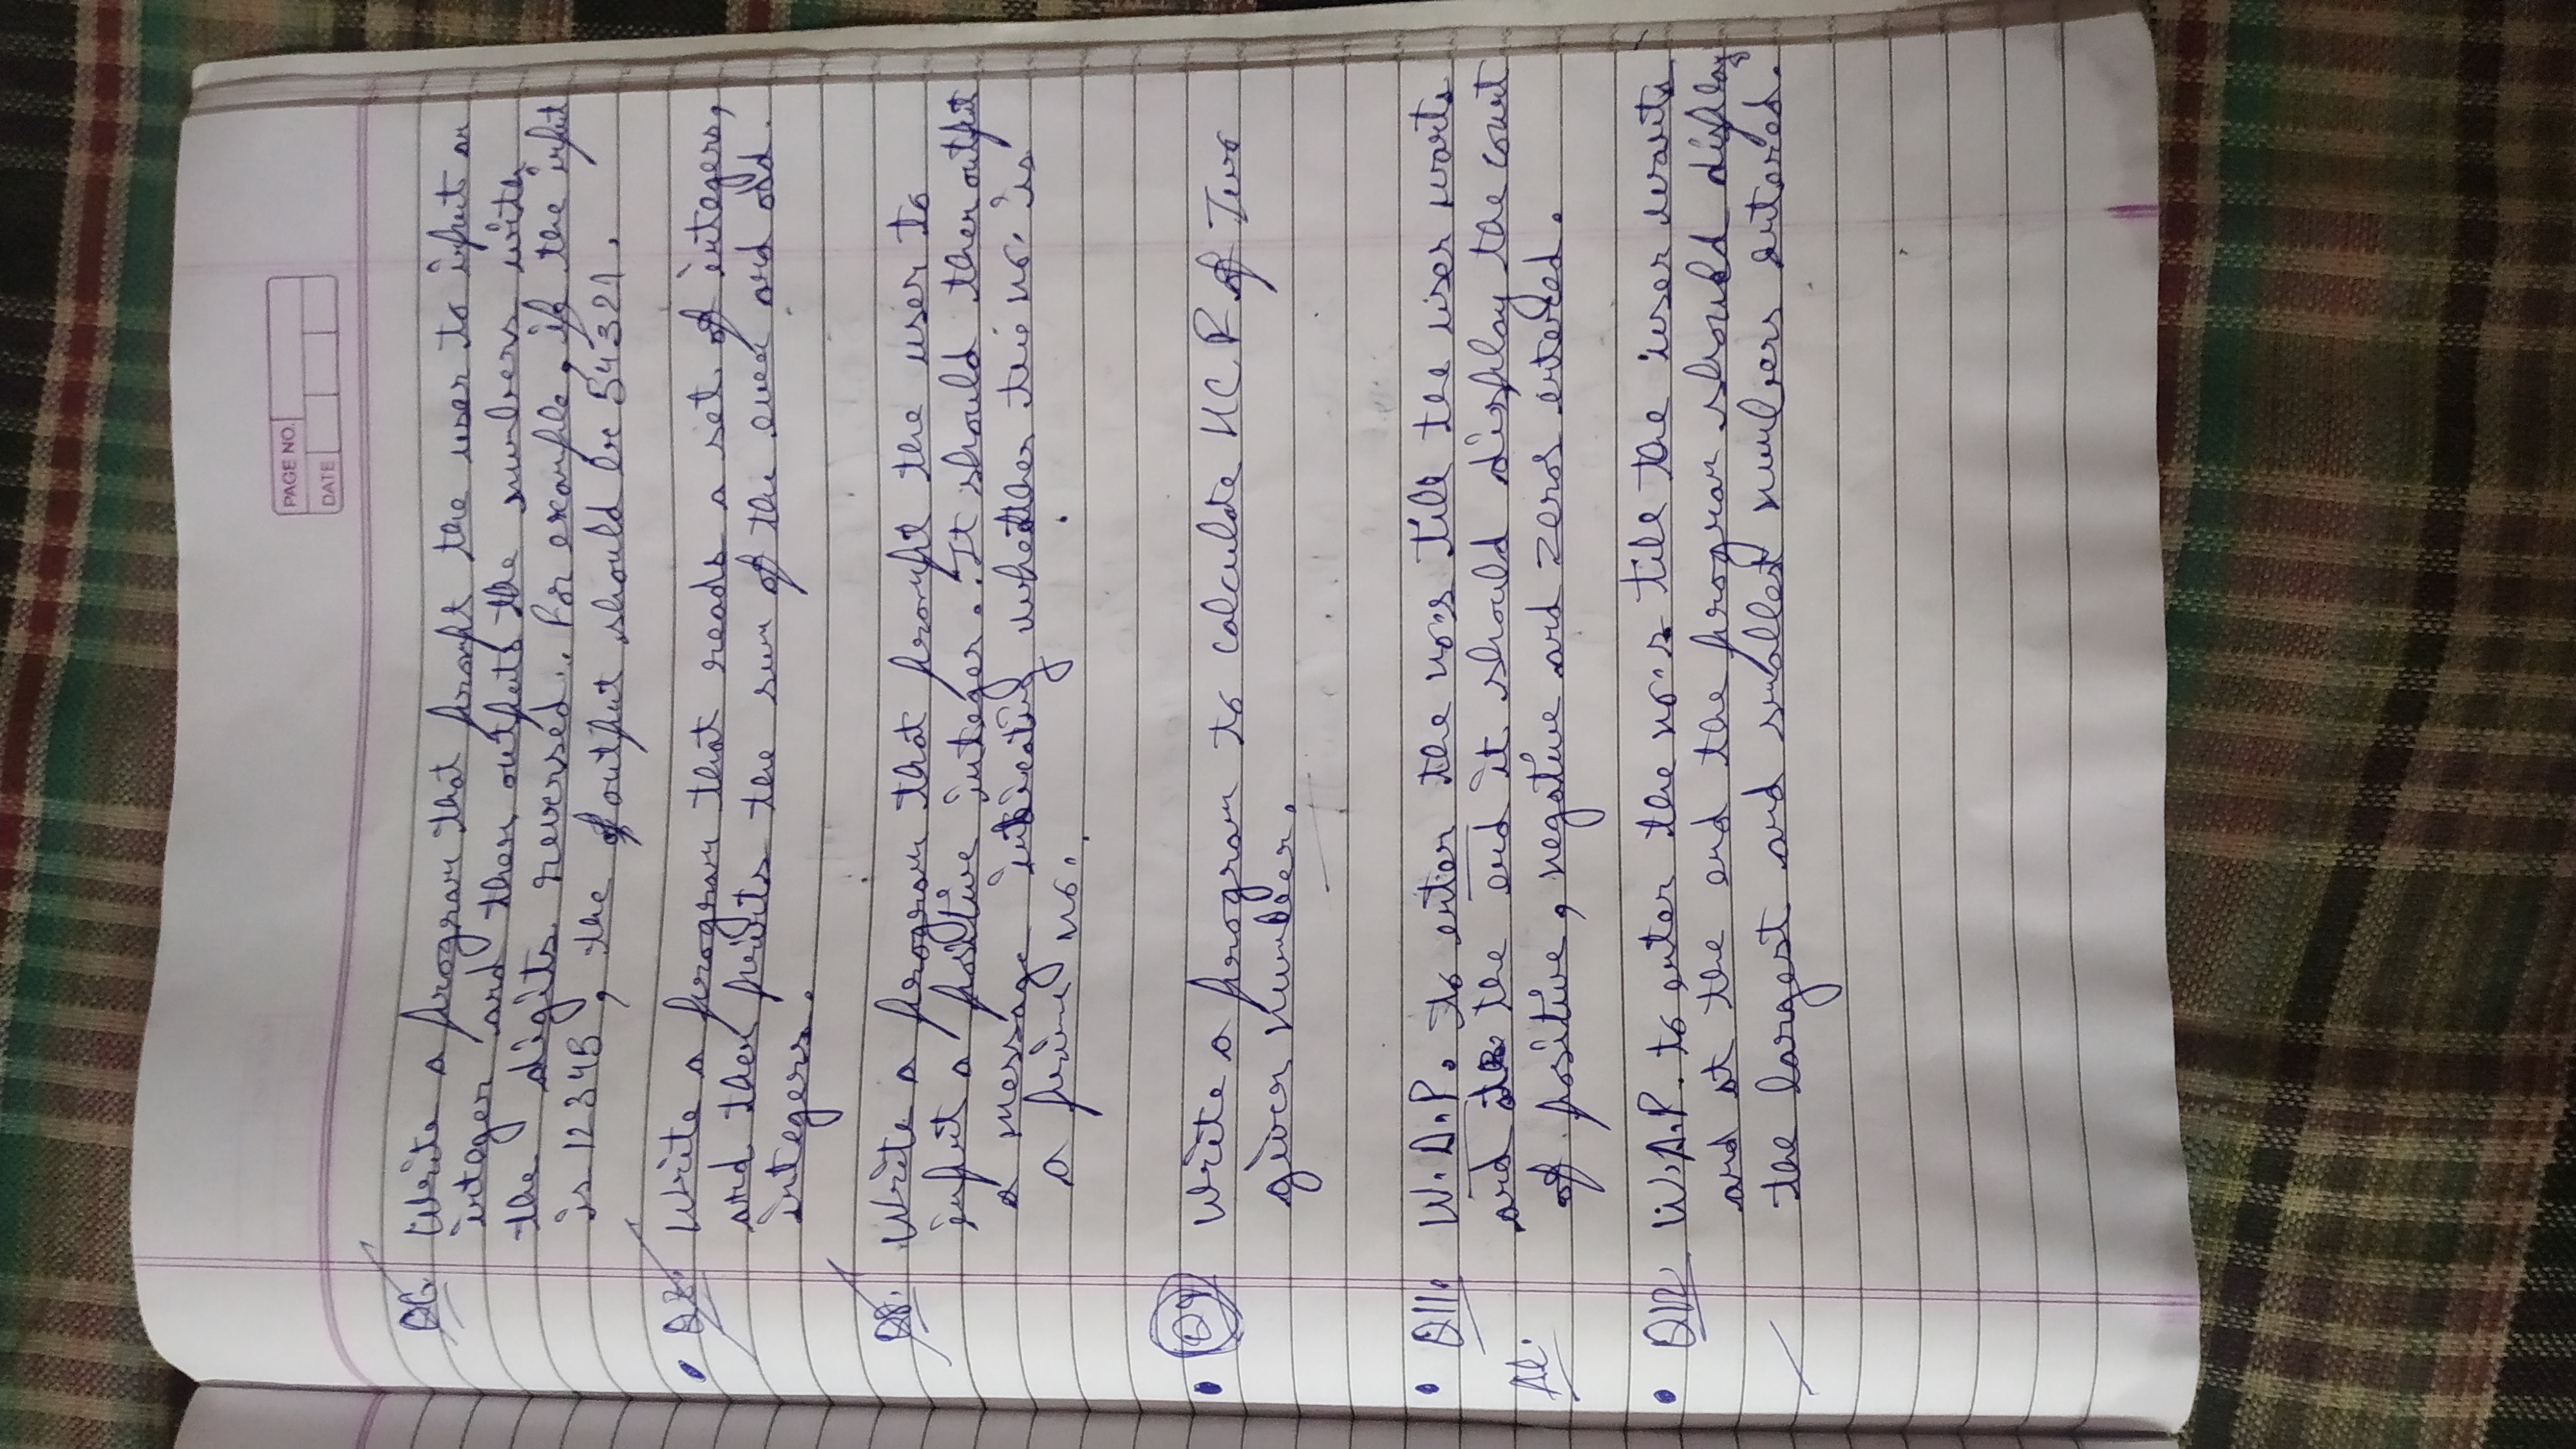 PAGE NO.
DATE
Q6. Write a program that prompt the user to input an
integer and then outputs the numbers with
the digits reversed. For example, if the input
is 12345, the output should be 54321.
Q7. Write a program that reads a set of integers,
and then prints the sum of the even and odd
integers.
Q8. Write a program that prompt the user to
input a positive integer. It should then output
a message indicating whether the no. is
a prime no.
Q9 Write a program to calculate HCF of Two
given number.
Q11. W.A.P. to enter the no's till the user wants
and at the end it should display the count
of positive, negative and zeros entered.
Q12 W.A.P. to enter the no's till the user wants
and at the end the program should display
the largest and smallest numbers entered.